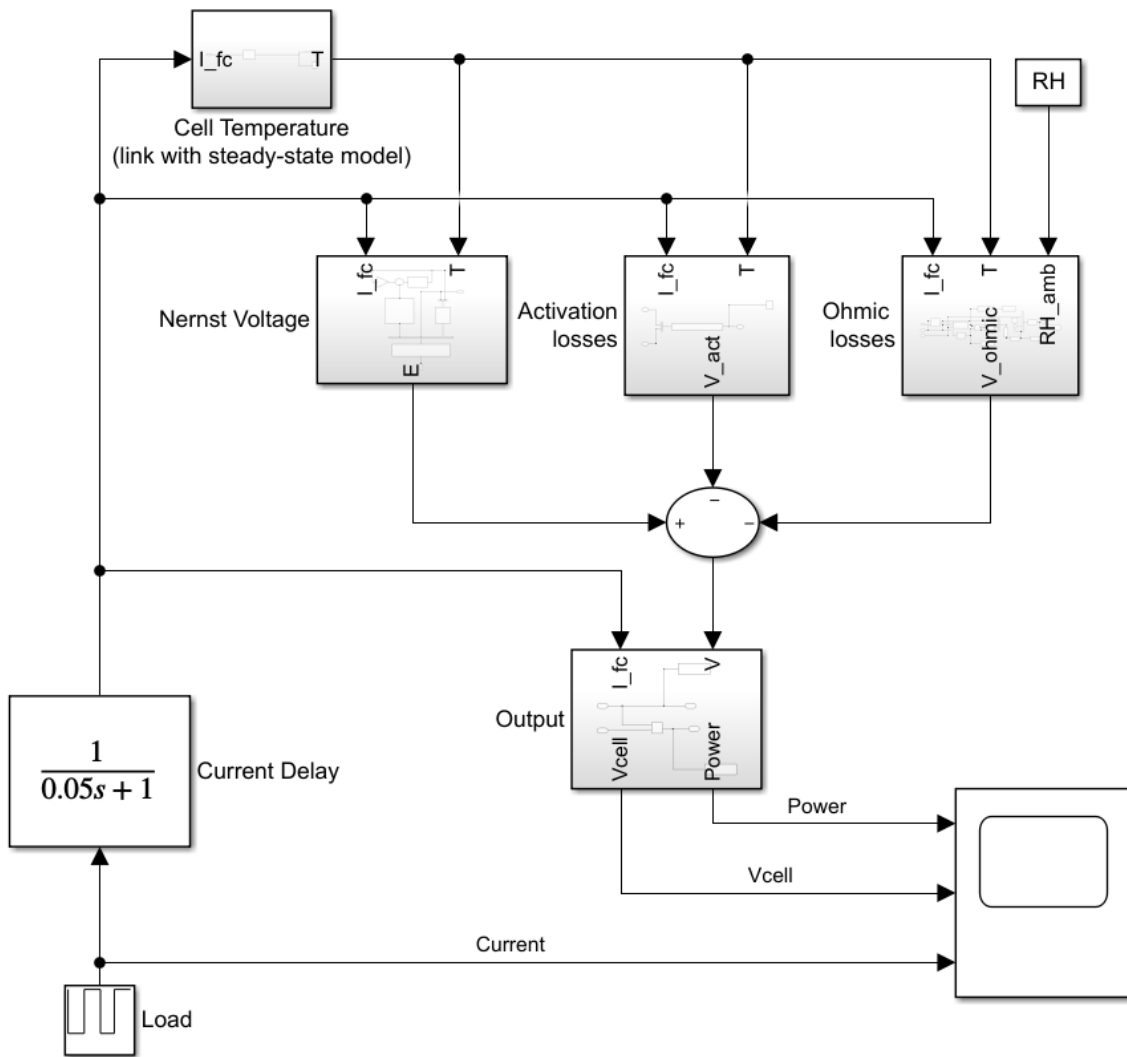 I_fc T
Cell Temperature
(link with steady-state model)
RH
I_fc T
E
Nernst Voltage
I_fc T
V_act
Activation
losses
I_fc T RH_amb
V_ohmic
Ohmic
losses
−
+ −
I_fc V
Vcell Power
Output
1
0.05s + 1
Current Delay
Power
Vcell
Current
Load